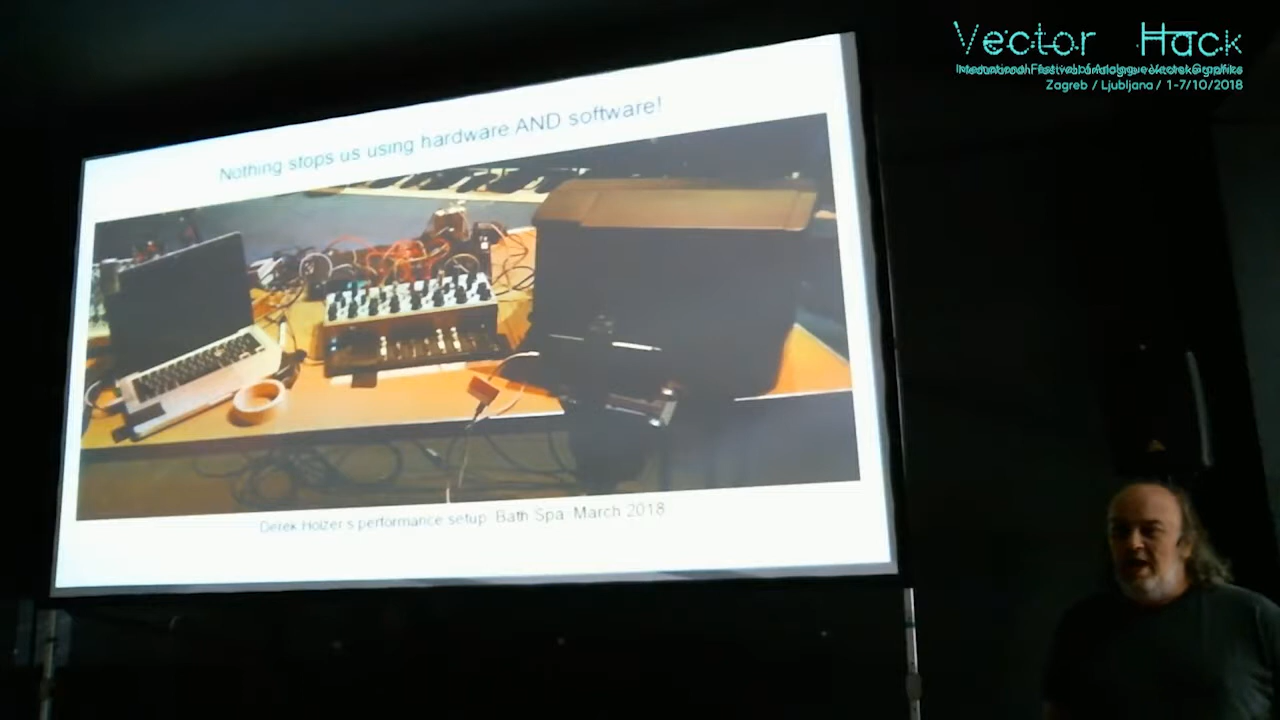 Vector Hack
Zagreb / Ljubljana / 1-7/10/2018
Nothing stops us using hardware AND software!
Derek Holzer's performance setup Bath Spa March 2018